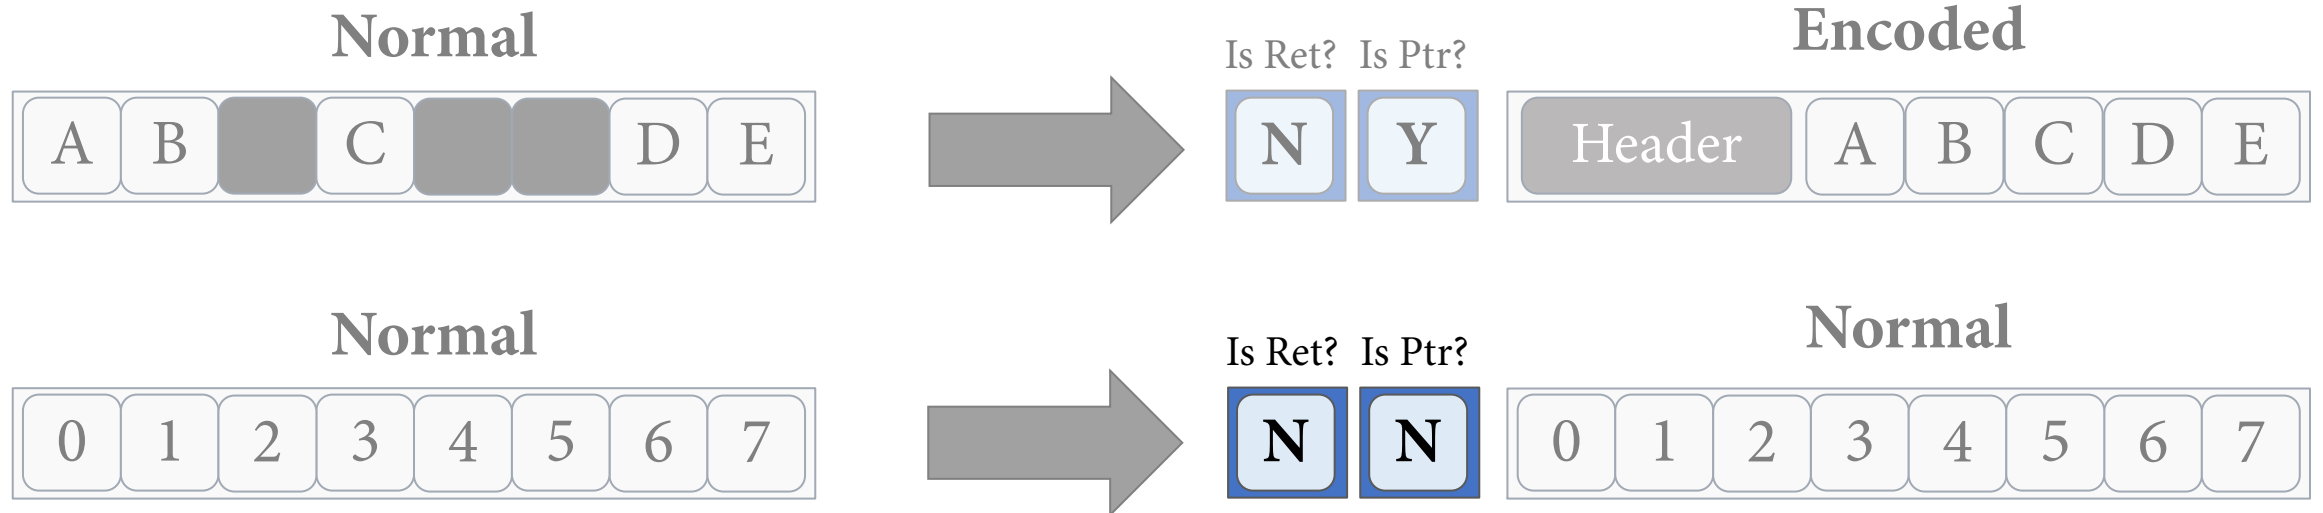 Normal
Encoded
Is Ret? Is Ptr?
A B C D E
N Y
Header A B C D E
Normal
Normal
Is Ret? Is Ptr?
0 1 2 3 4 5 6 7
N N
0 1 2 3 4 5 6 7